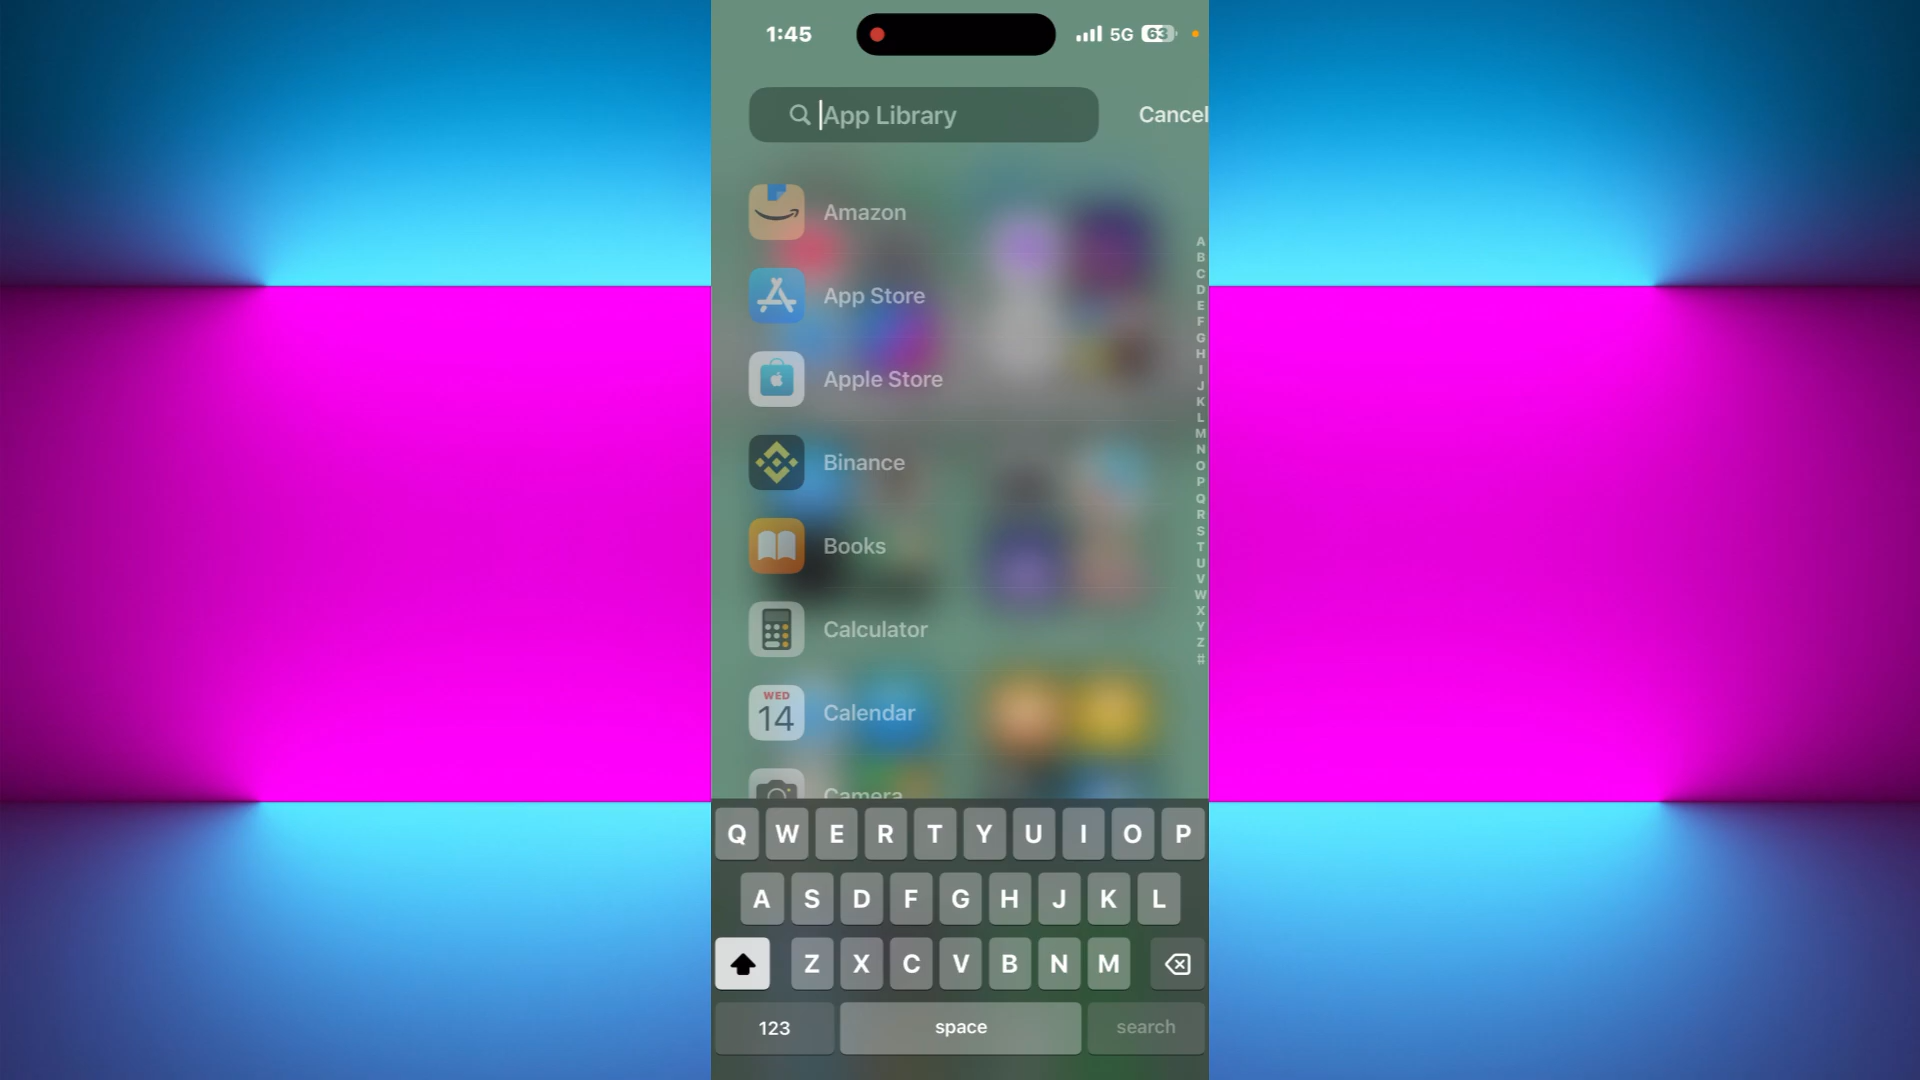 1:45 5G 63
App Library Cancel
Amazon
App Store
Apple Store
Binance
Books
Calculator
WED
14 Calendar
Camera
A
B
C
D
E
F
G
H
I
J
K
L
M
N
O
P
Q
R
S
T
U
V
W
X
Y
Z
#
Q W E R T Y U I O P
A S D F G H J K L
Z X C V B N M
123 space search